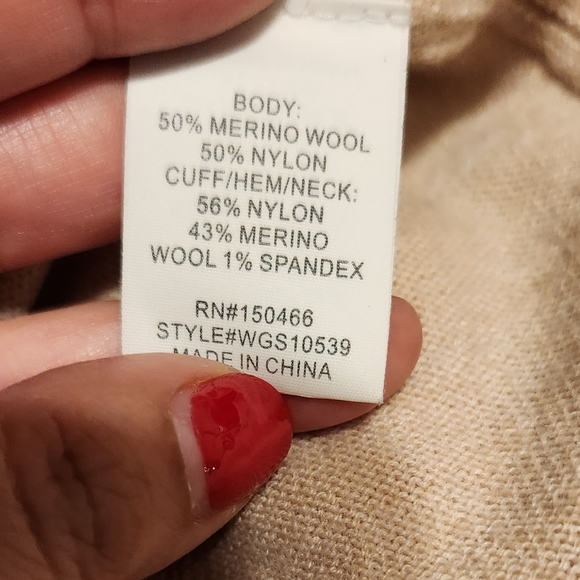 BODY:
50% MERINO WOOL
50% NYLON
CUFF/HEM/NECK:
56% NYLON
43% MERINO
WOOL 1% SPANDEX
RN#150466
STYLE#WGS10539
MADE IN CHINA